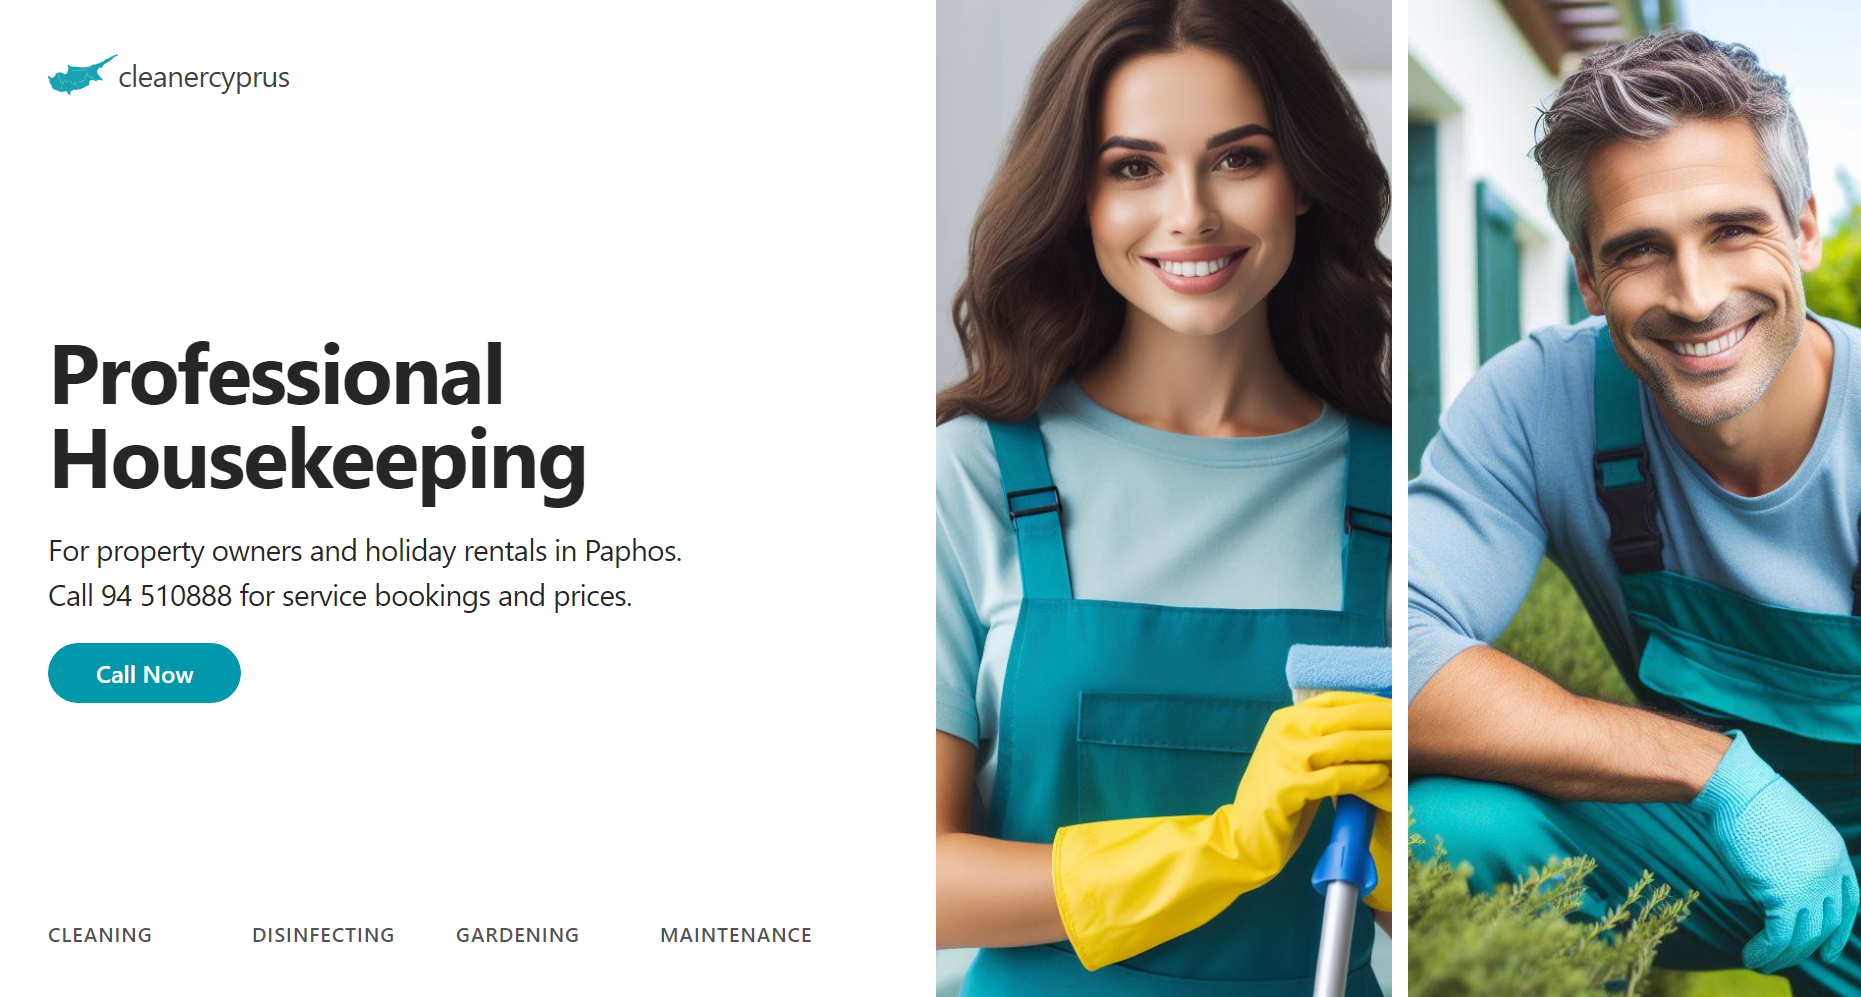 cleanercyprus
Professional
Housekeeping
For property owners and holiday rentals in Paphos.
Call 94 510888 for service bookings and prices.
Call Now
CLEANING DISINFECTING GARDENING MAINTENANCE